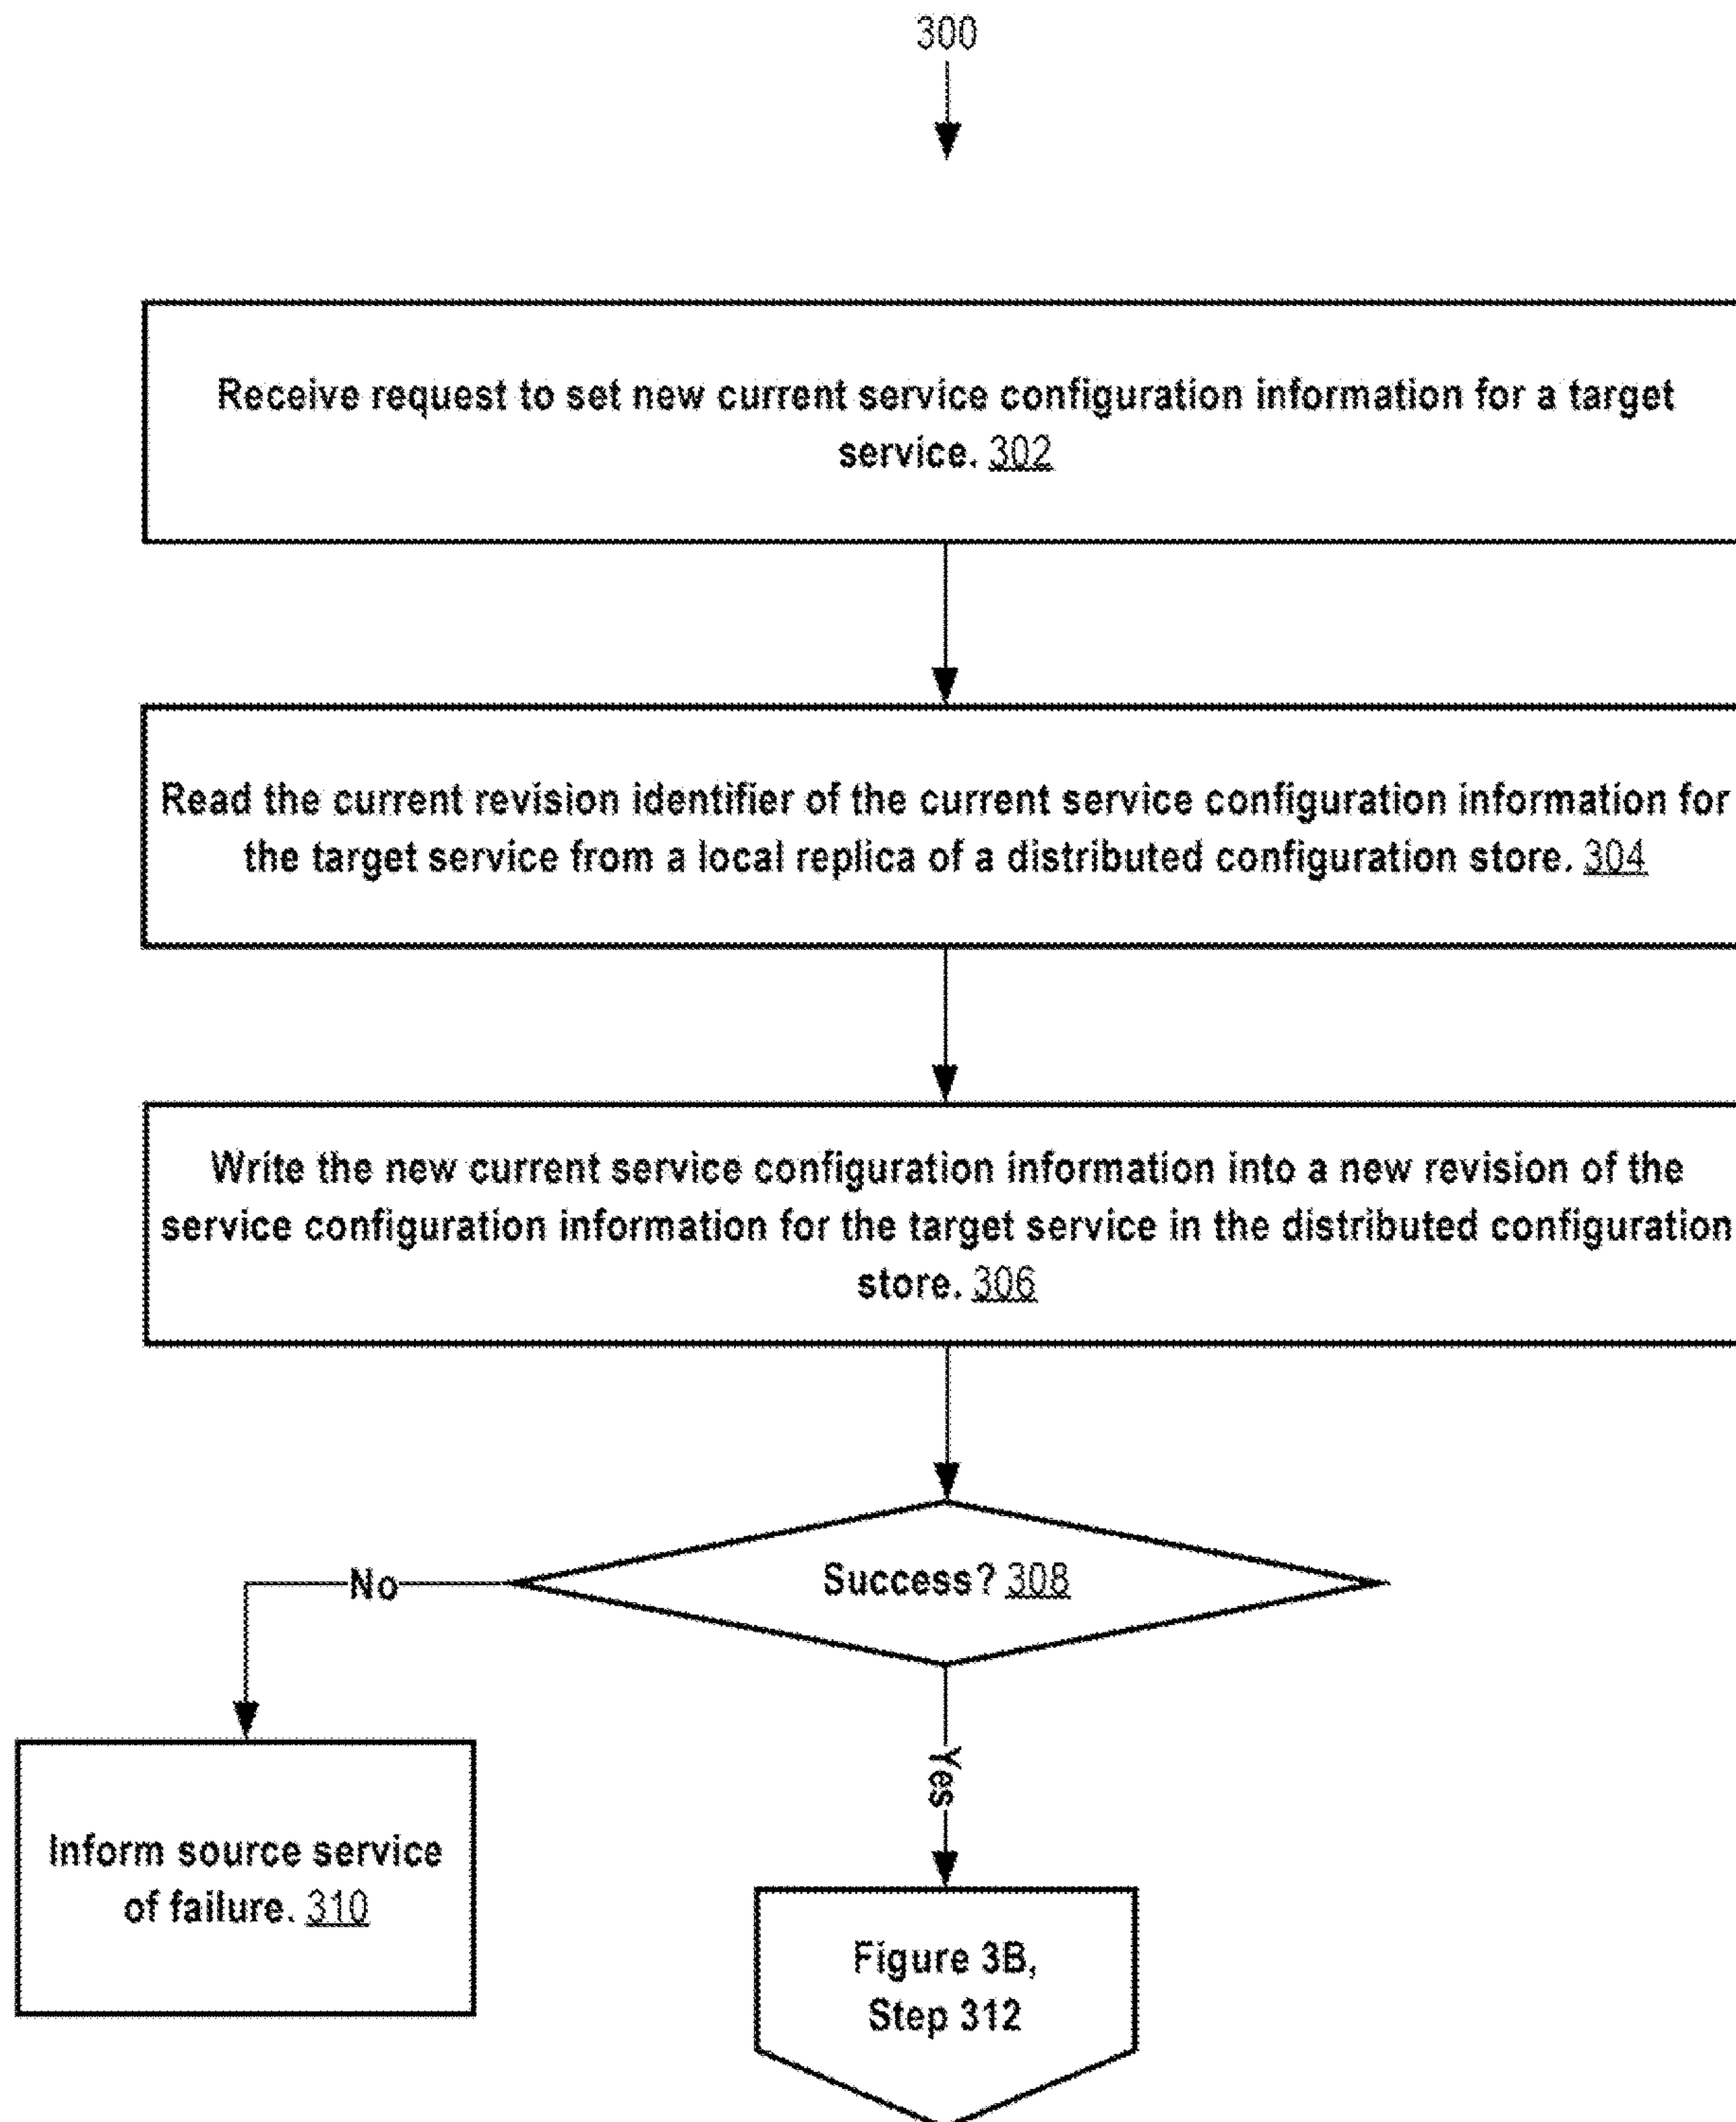 300
Receive request to set new current service configuration information for a target
service. 302
Read the current revision identifier of the current service configuration information for
the target service from a local replica of a distributed configuration store. 304
Write the new current service configuration information into a new revision of the
service configuration information for the target service in the distributed configuration
store. 306
Success? 308
No
Yes
Inform source service
of failure. 310
Figure 3B,
Step 312